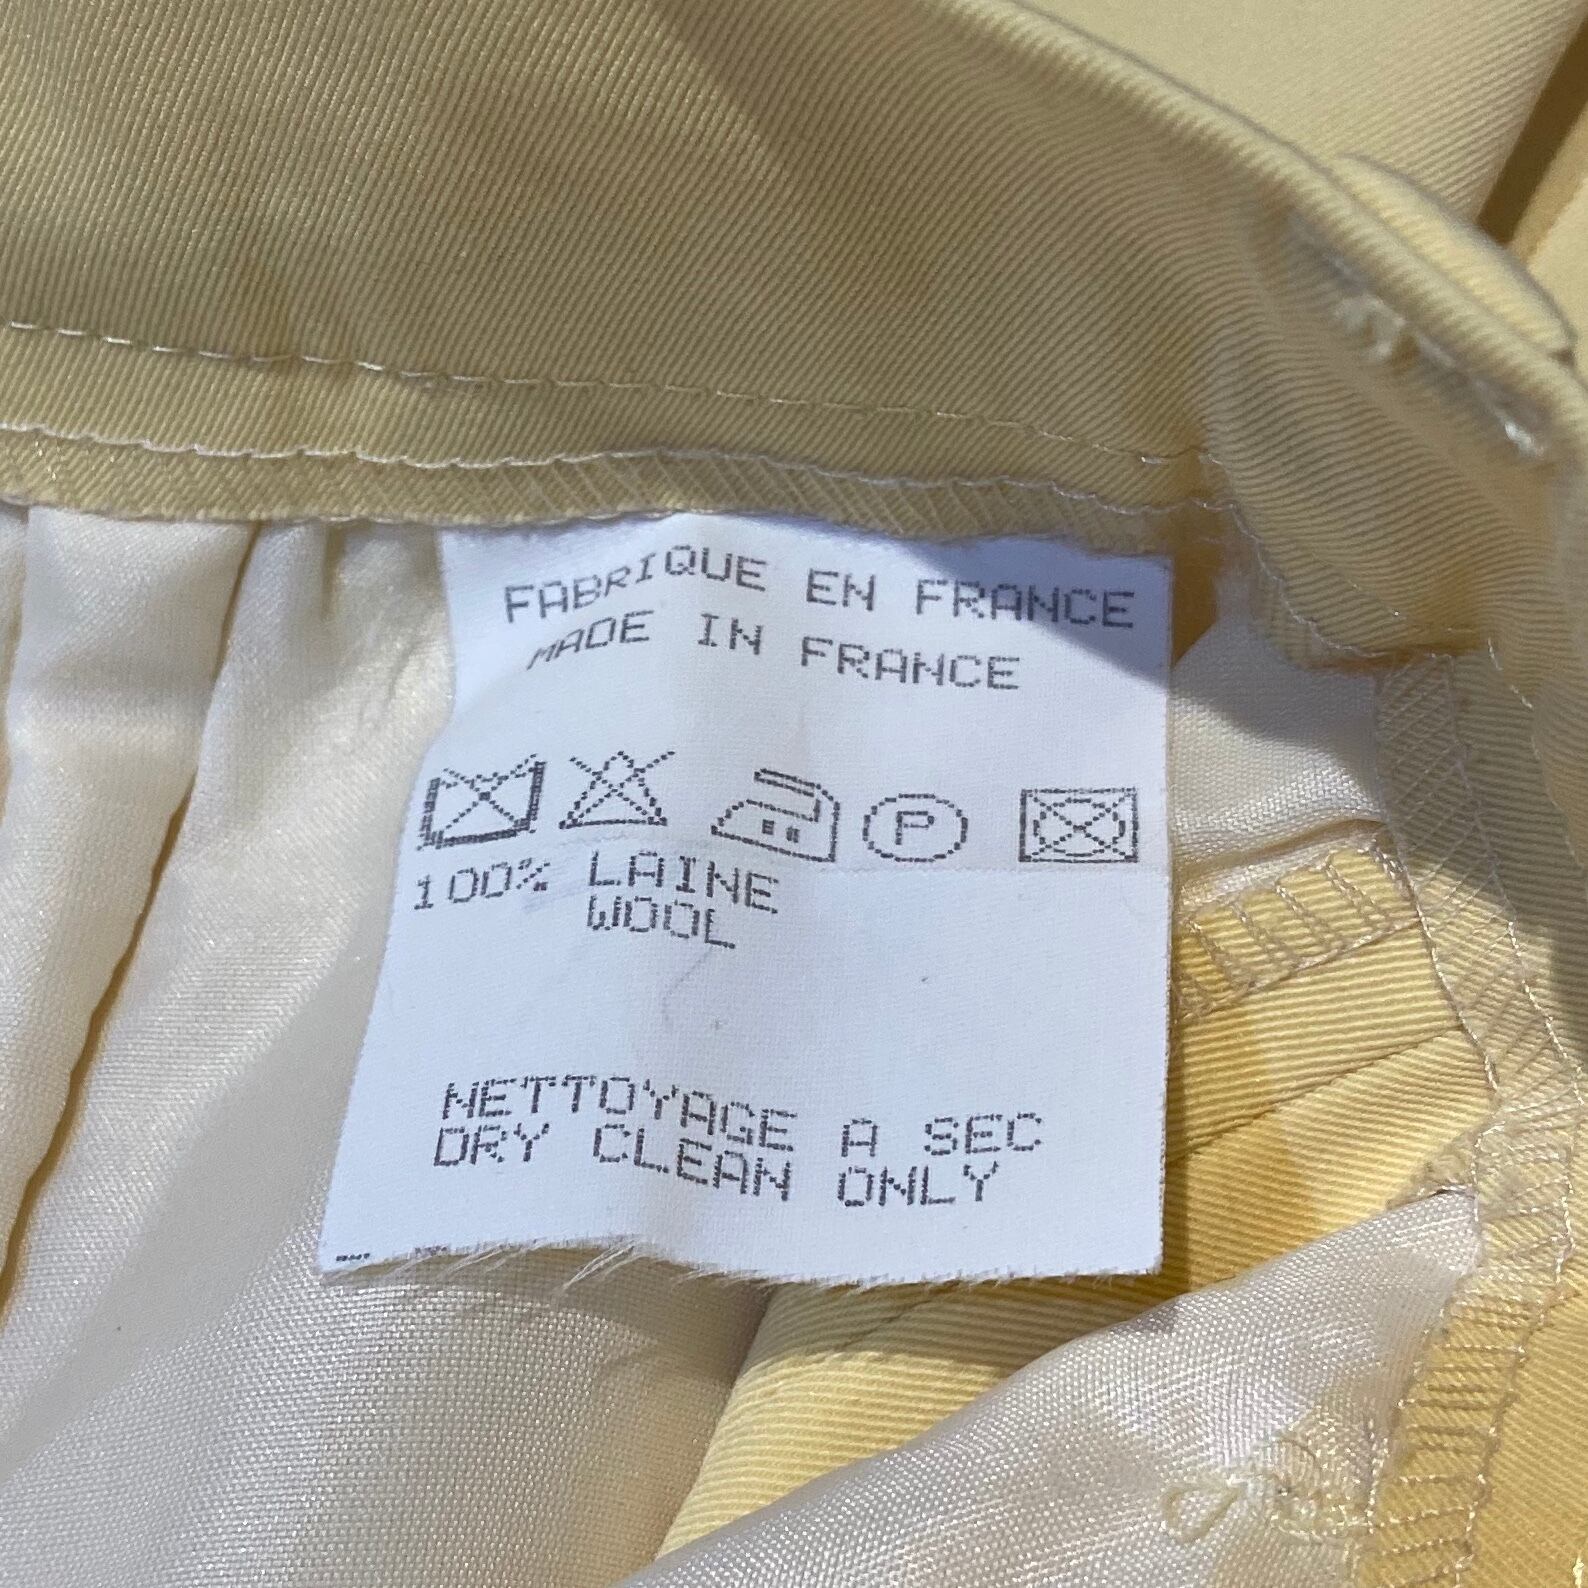 FABRIQUE EN FRANCE
MADE IN FRANCE
P
100% LAINE
WOOL
NETTOYAGE A SEC
DRY CLEAN ONLY